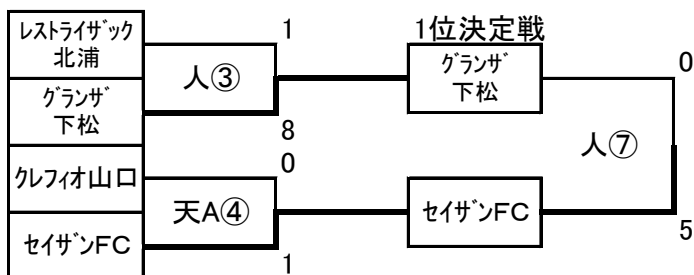 レストライザック
北浦
グランザ
下松
クレフィオ山口
セイザンFC
1
人③
8
0
天A④
1
1位決定戦
グランザ
下松
セイザンFC
0
人⑦
5